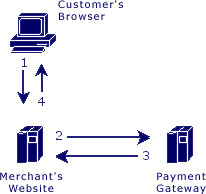 Customer's
Browser
1
4
2
3
Merchant's
Website
Payment
Gateway